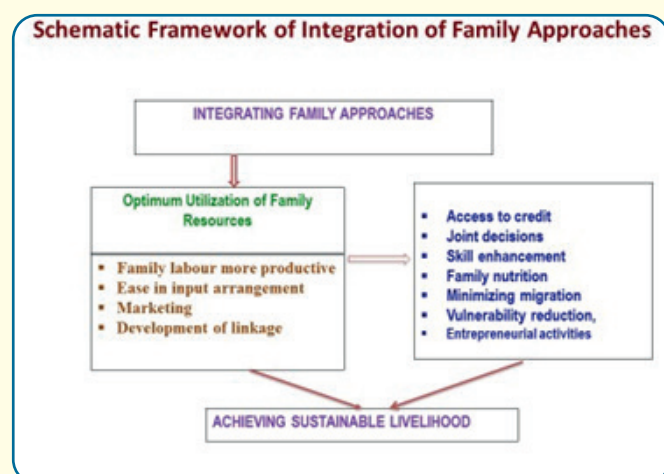 Schematic Framework of Integration of Family Approaches
INTEGRATING FAMILY APPROACHES
Optimum Utilization of Family
Resources
▪ Family labour more productive
▪ Ease in input arrangement
▪ Marketing
▪ Development of linkage
▪ Access to credit
▪ Joint decisions
▪ Skill enhancement
▪ Family nutrition
▪ Minimizing migration
▪ Vulnerability reduction,
▪ Entrepreneurial activities
ACHIEVING SUSTAINABLE LIVELIHOOD